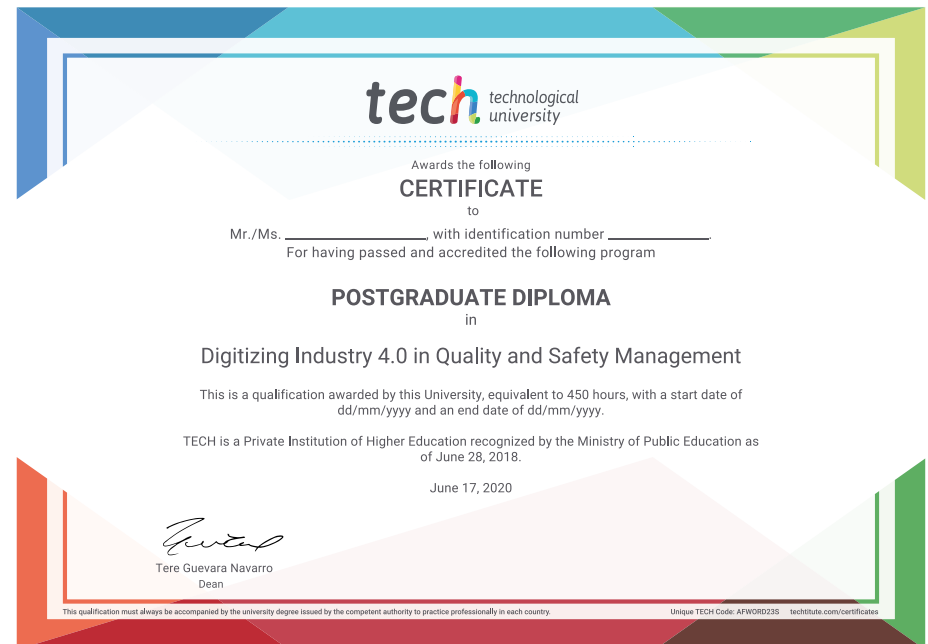 tech technological
university
Awards the following
CERTIFICATE
to
Mr./Ms. ____________________, with identification number ______________.
For having passed and accredited the following program
POSTGRADUATE DIPLOMA
in
Digitizing Industry 4.0 in Quality and Safety Management
This is a qualification awarded by this University, equivalent to 450 hours, with a start date of
dd/mm/yyyy and an end date of dd/mm/yyyy.
TECH is a Private Institution of Higher Education recognized by the Ministry of Public Education as
of June 28, 2018.
June 17, 2020
Tere Guevara Navarro
Dean
This qualification must always be accompanied by the university degree issued by the competent authority to practice professionally in each country.
Unique TECH Code: AFWORD23S techtitute.com/certificates